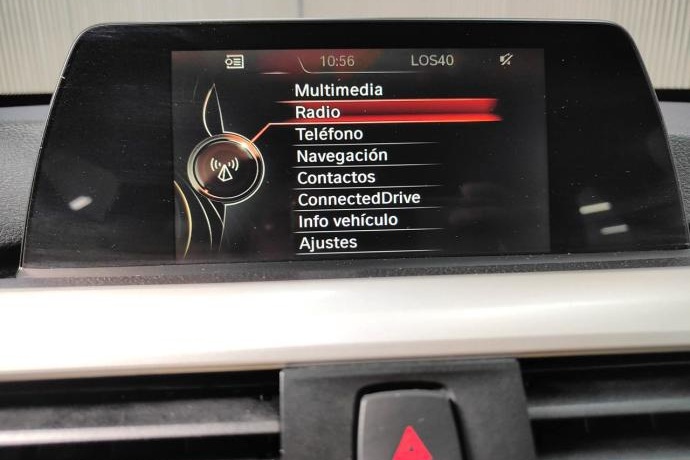 10:56 LOS40
Multimedia
Radio
Teléfono
Navegación
Contactos
ConnectedDrive
Info vehículo
Ajustes